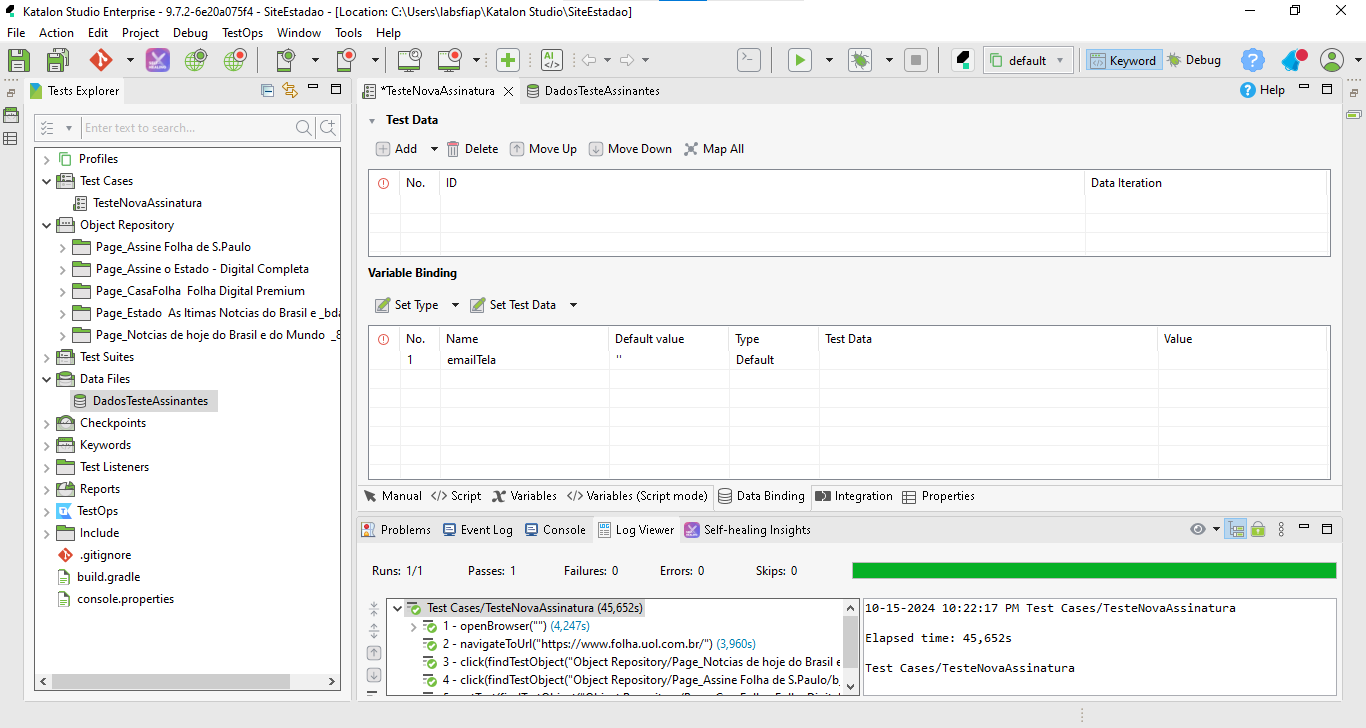 Katalon Studio Enterprise - 9.7.2-6e20a075f4 - SiteEstadao - [Location: C:\Users\labsfiap\Katalon Studio\SiteEstadao]
File Action Edit Project Debug TestOps Window Tools Help
default Keyword Debug
Tests Explorer
Enter text to search...
Profiles
Test Cases
TesteNovaAssinatura
Object Repository
Page_Assine Folha de S.Paulo
Page_Assine o Estado - Digital Completa
Page_CasaFolha Folha Digital Premium
Page_Estado As ltimas Notcias do Brasil e _bda
Page_Notcias de hoje do Brasil e do Mundo _8
Test Suites
Data Files
DadosTesteAssinantes
Checkpoints
Keywords
Test Listeners
Reports
TestOps
Include
.gitignore
build.gradle
console.properties
*TesteNovaAssinatura DadosTesteAssinantes Help
Test Data
Add Delete Move Up Move Down Map All
No. ID Data Iteration
Variable Binding
Set Type Set Test Data
No. Name Default value Type Test Data Value
1 emailTela '' Default
Manual Script Variables Variables (Script mode) Data Binding Integration Properties
Problems Event Log Console Log Viewer Self-healing Insights
Runs: 1/1 Passes: 1 Failures: 0 Errors: 0 Skips: 0
Test Cases/TesteNovaAssinatura (45,652s)
1 - openBrowser("") (4,247s)
2 - navigateToUrl("https://www.folha.uol.com.br/") (3,960s)
3 - click(findTestObject("Object Repository/Page_Notcias de hoje do Brasil e
4 - click(findTestObject("Object Repository/Page_Assine Folha de S.Paulo/b
10-15-2024 10:22:17 PM Test Cases/TesteNovaAssinatura
Elapsed time: 45,652s
Test Cases/TesteNovaAssinatura